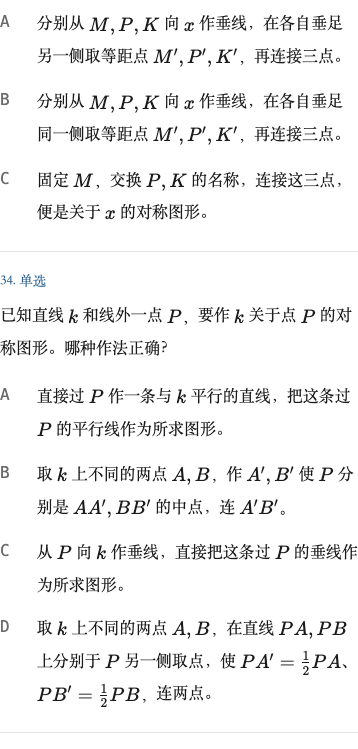 A 分别从 M, P, K 向 x 作垂线，在各自垂足
另一侧取等距点 M′, P′, K′，再连接三点。
B 分别从 M, P, K 向 x 作垂线，在各自垂足
同一侧取等距点 M′, P′, K′，再连接三点。
C 固定 M，交换 P, K 的名称，连接这三点，
便是关于 x 的对称图形。
34. 单选
已知直线 k 和线外一点 P，要作 k 关于点 P 的对
称图形。哪种作法正确?
A 直接过 P 作一条与 k 平行的直线，把这条过
P 的平行线作为所求图形。
B 取 k 上不同的两点 A, B，作 A′, B′ 使 P 分
别是 AA′, BB′ 的中点，连 A′B′。
C 从 P 向 k 作垂线，直接把这条过 P 的垂线作
为所求图形。
D 取 k 上不同的两点 A, B，在直线 PA, PB
上分别于 P 另一侧取点，使 PA′ = ½PA、
PB′ = ½PB，连两点。